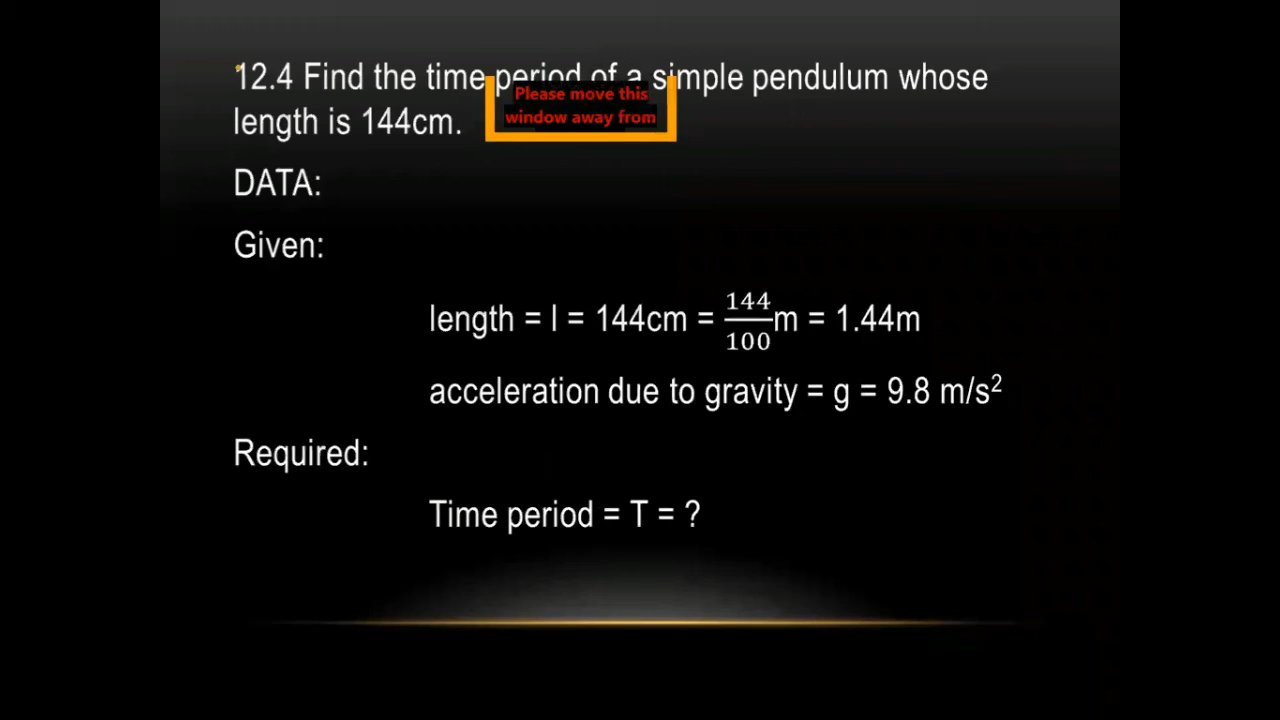 12.4 Find the time period of a simple pendulum whose
length is 144cm.
Please move this
window away from
DATA:
Given:
length = l = 144cm = 144/100 m = 1.44m
acceleration due to gravity = g = 9.8 m/s²
Required:
Time period = T = ?